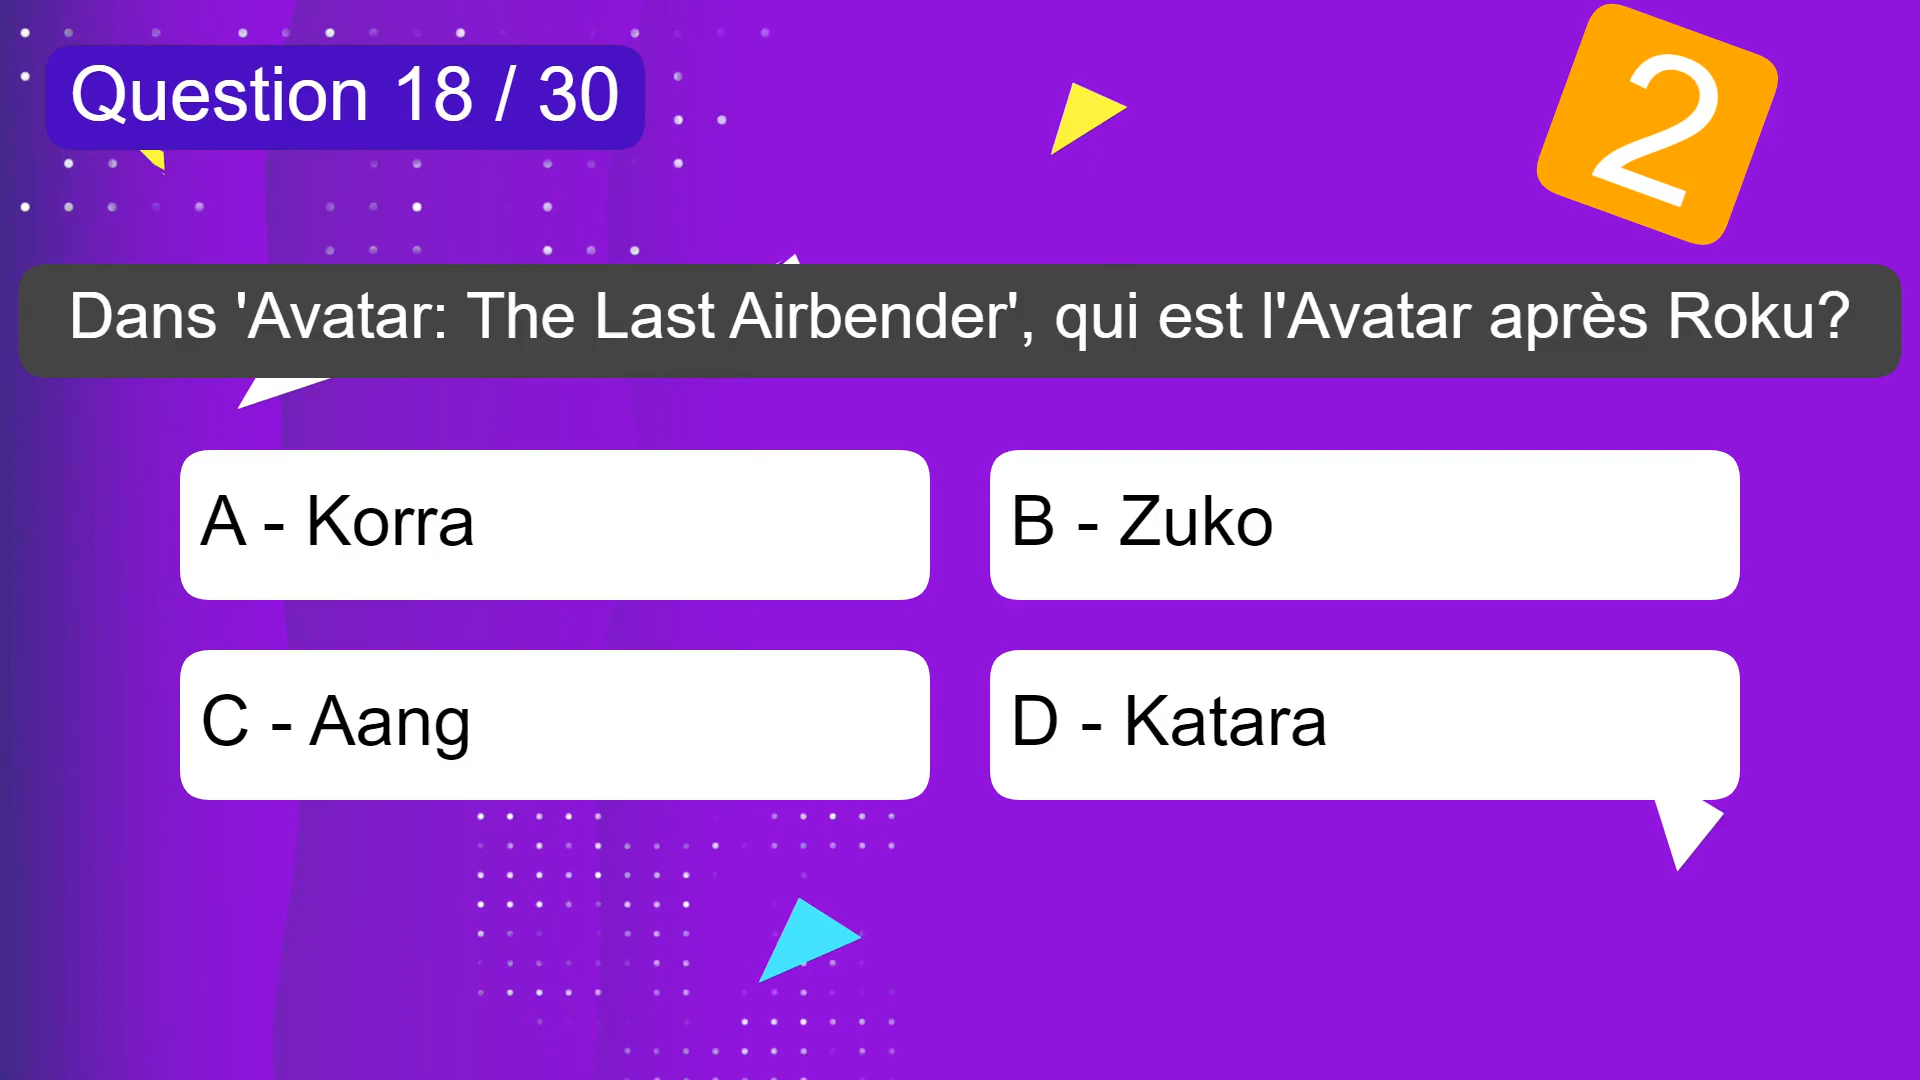 Question 18 / 30
2
Dans 'Avatar: The Last Airbender', qui est l'Avatar après Roku?
A - Korra
B - Zuko
C - Aang
D - Katara